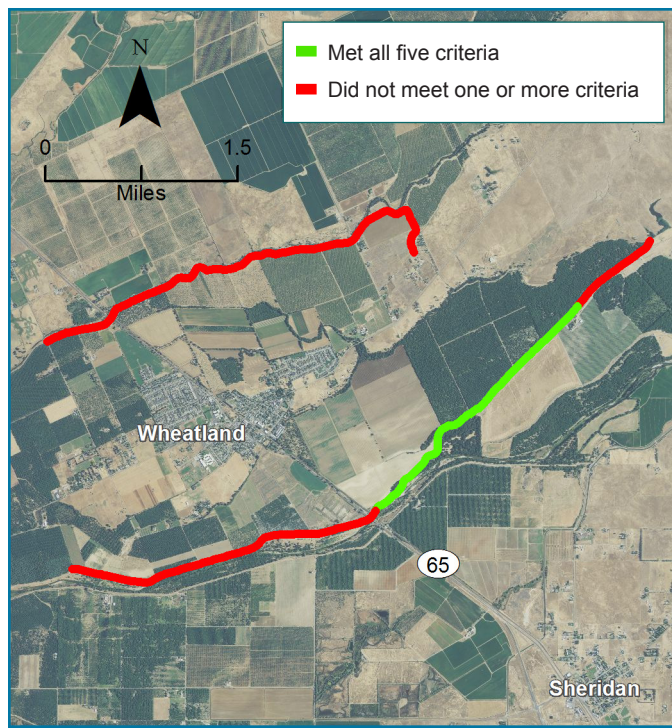 Met all five criteria
Did not meet one or more criteria
N
0 1.5
Miles
Wheatland
65
Sheridan